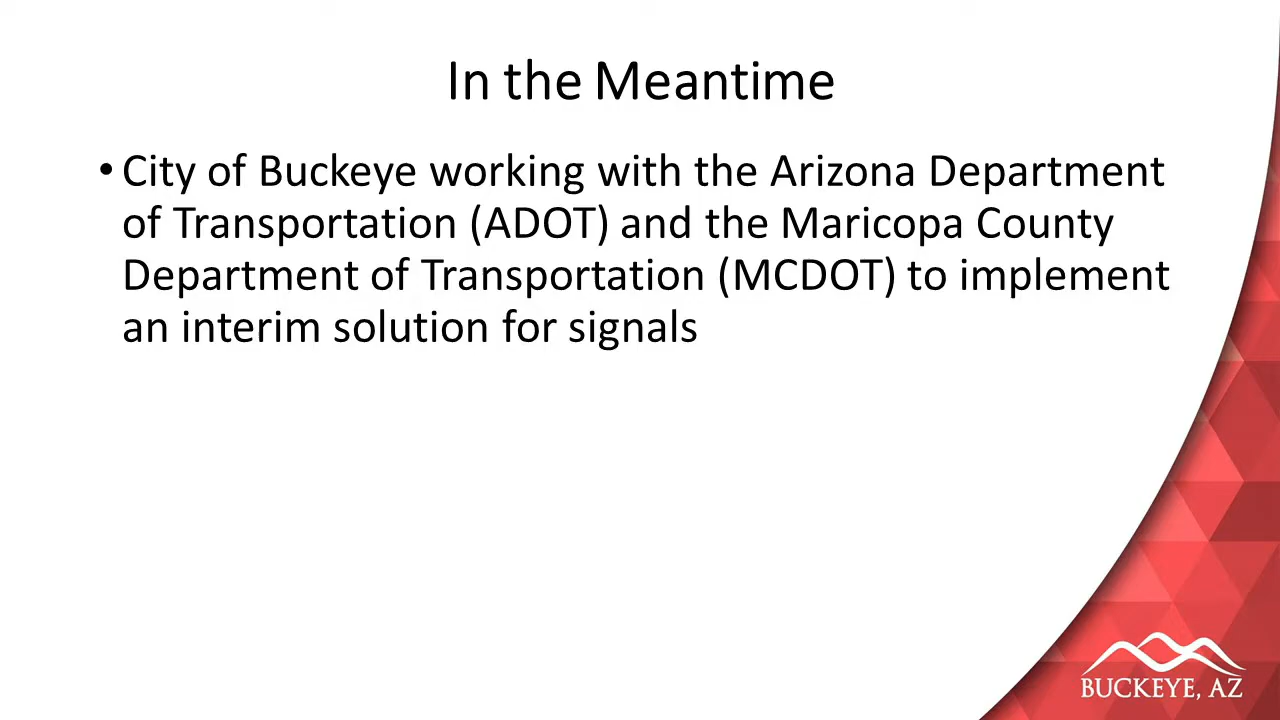 In the Meantime
• City of Buckeye working with the Arizona Department
of Transportation (ADOT) and the Maricopa County
Department of Transportation (MCDOT) to implement
an interim solution for signals
BUCKEYE, AZ